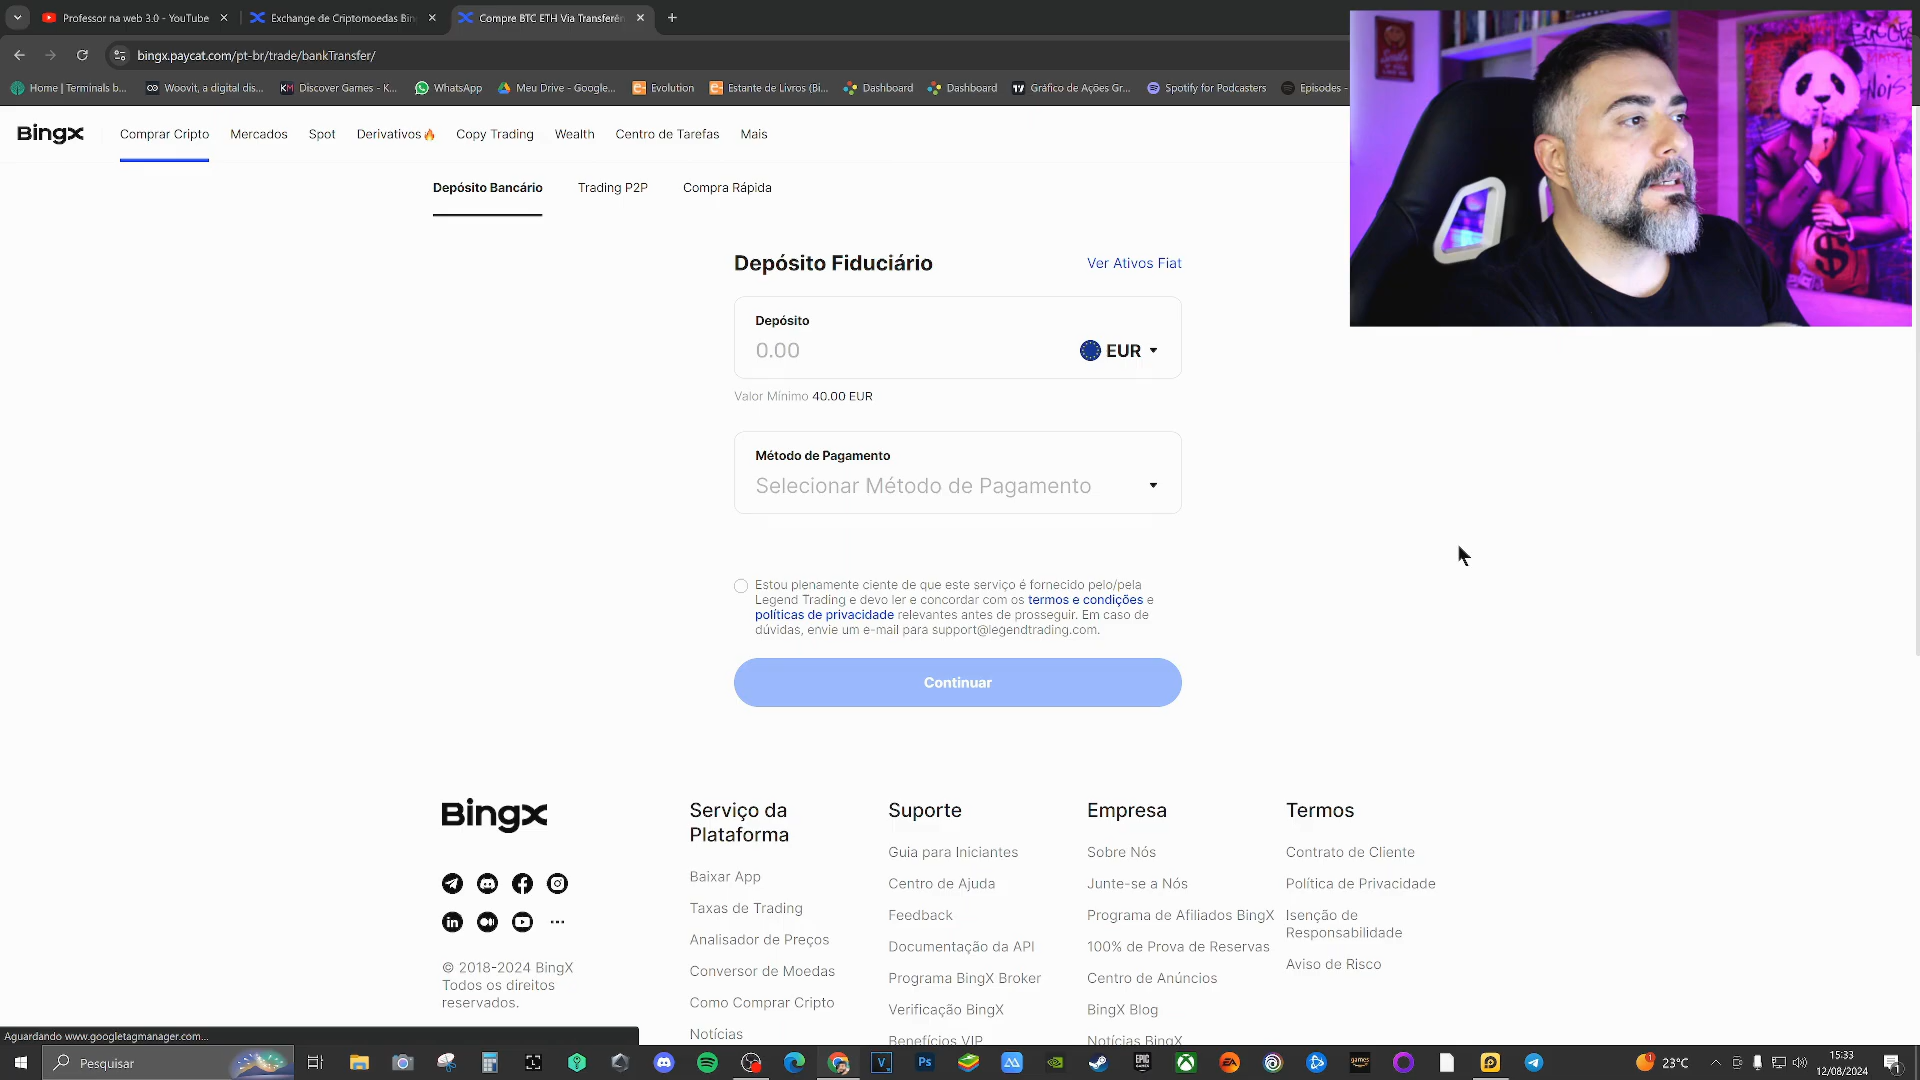 Professor na web 3.0 - YouTube
Exchange de Criptomoedas Bin
Compre BTC ETH Via Transferên
bingx.paycat.com/pt-br/trade/bankTransfer/
Home | Terminals b...
Woovit, a digital dis...
Discover Games - K...
WhatsApp
Meu Drive - Google...
Evolution
Estante de Livros (Bi...
Dashboard
Dashboard
Gráfico de Ações Gr...
Spotify for Podcasters
Episodes -
BingX
Comprar Cripto
Mercados
Spot
Derivativos🔥
Copy Trading
Wealth
Centro de Tarefas
Mais
Depósito Bancário
Trading P2P
Compra Rápida
Depósito Fiduciário
Ver Ativos Fiat
Depósito
0.00
EUR
Valor Mínimo 40.00 EUR
Método de Pagamento
Selecionar Método de Pagamento
Estou plenamente ciente de que este serviço é fornecido pelo/pela
Legend Trading e devo ler e concordar com os termos e condições e
políticas de privacidade relevantes antes de prosseguir. Em caso de
dúvidas, envie um e-mail para support@legendtrading.com.
Continuar
BingX
© 2018-2024 BingX
Todos os direitos
reservados.
Serviço da
Plataforma
Baixar App
Taxas de Trading
Analisador de Preços
Conversor de Moedas
Como Comprar Cripto
Notícias
Suporte
Guia para Iniciantes
Centro de Ajuda
Feedback
Documentação da API
Programa BingX Broker
Verificação BingX
Benefícios VIP
Empresa
Sobre Nós
Junte-se a Nós
Programa de Afiliados BingX
100% de Prova de Reservas
Centro de Anúncios
BingX Blog
Notícias BingX
Termos
Contrato de Cliente
Política de Privacidade
Isenção de
Responsabilidade
Aviso de Risco
Aguardando www.googletagmanager.com...
Pesquisar
23°C
15:33
12/08/2024